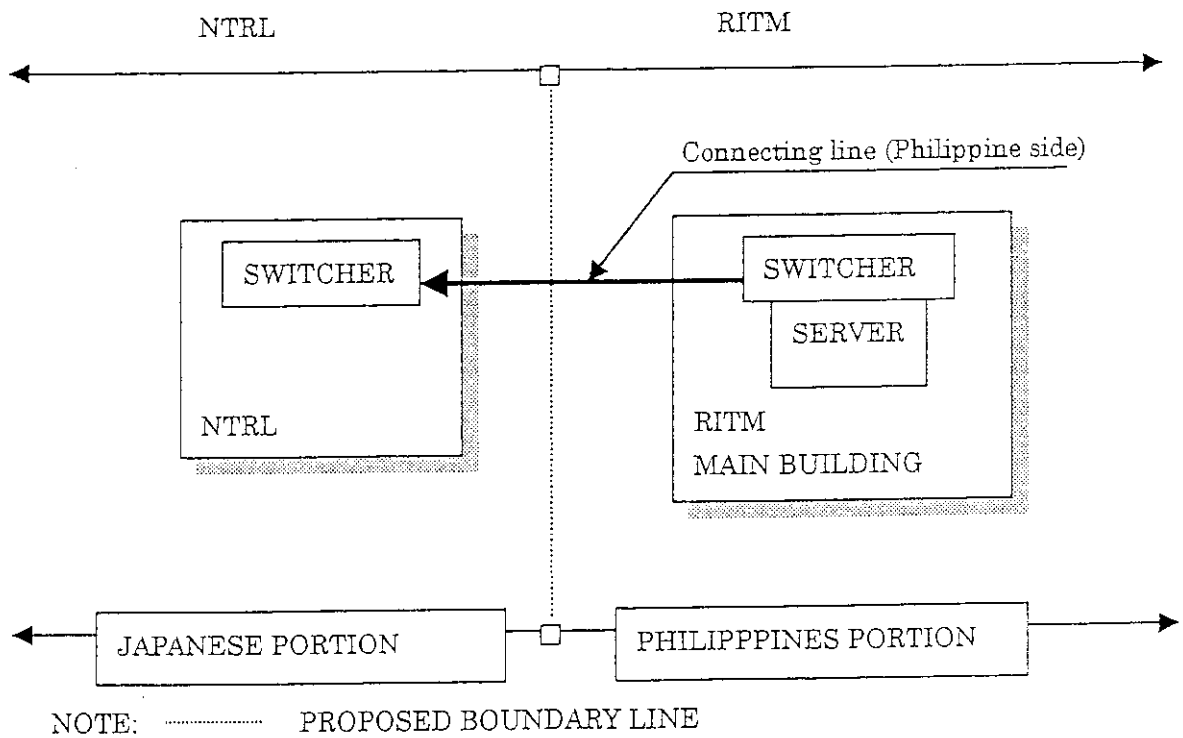 NTRL
RITM
Connecting line (Philippine side)
SWITCHER
SWITCHER
SERVER
NTRL
RITM
MAIN BUILDING
JAPANESE PORTION
PHILIPPPINES PORTION
NOTE: PROPOSED BOUNDARY LINE